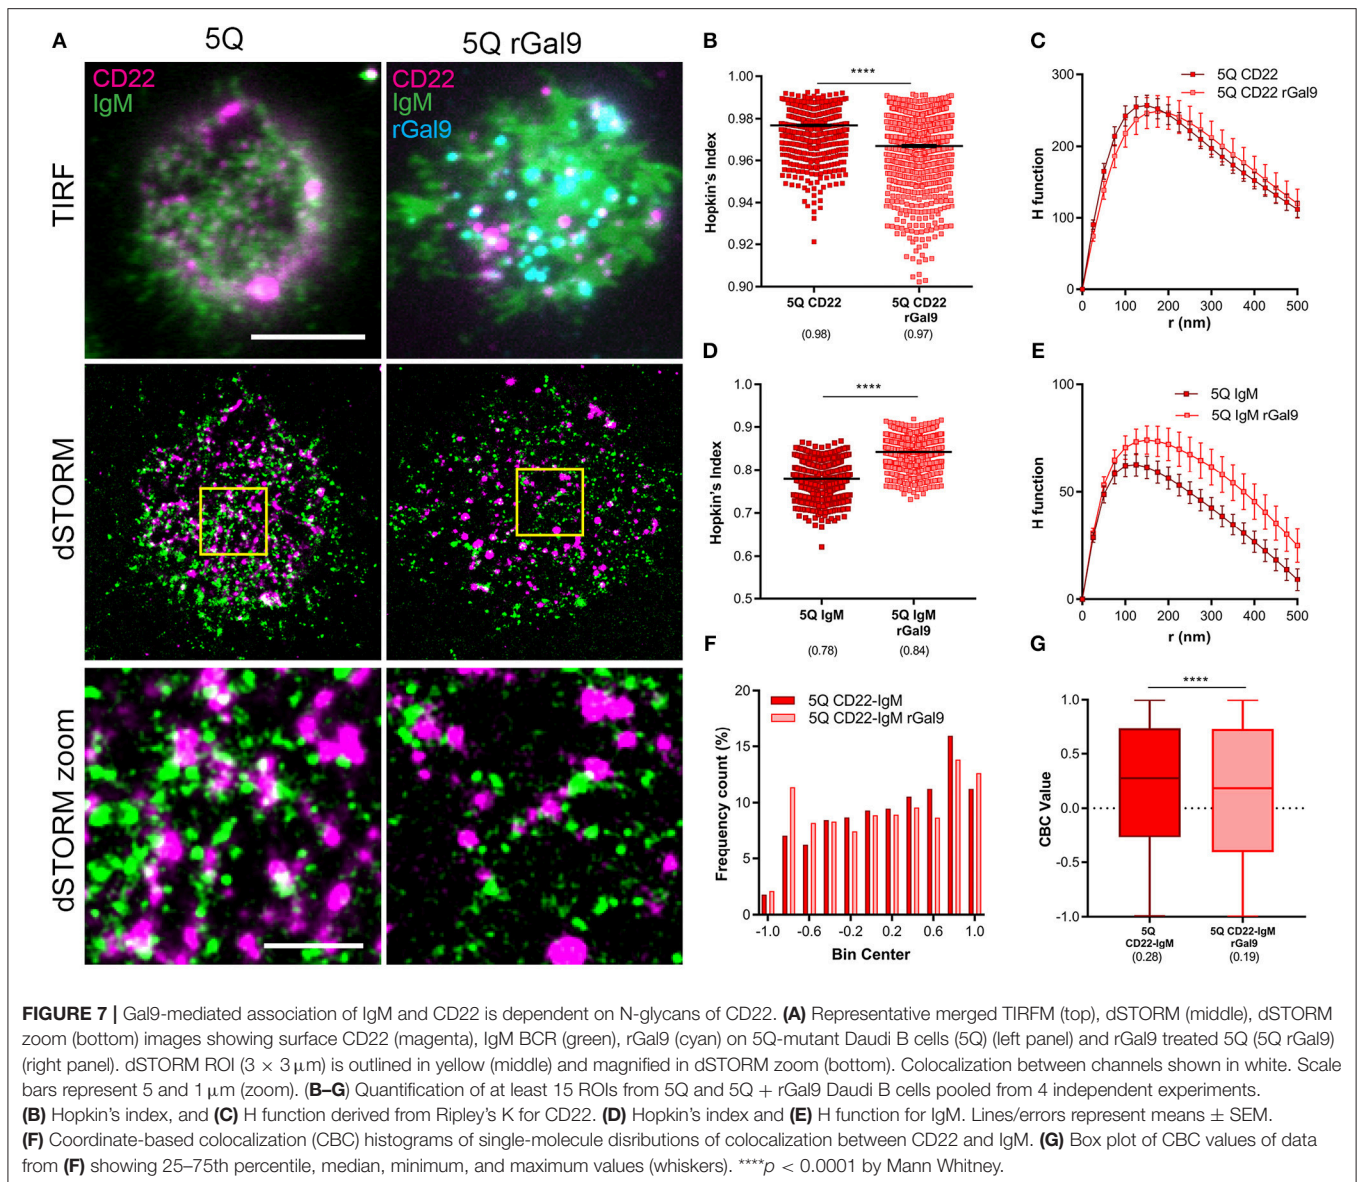 A
5Q
5Q rGal9
CD22
IgM
CD22
IgM
rGal9
TIRF
dSTORM
dSTORM zoom
B
****
1.00
0.98
0.96
0.94
0.92
0.90
Hopkin's Index
5Q CD22
5Q CD22
rGal9
(0.98)
(0.97)
C
5Q CD22
5Q CD22 rGal9
300
200
100
0
H function
0 100 200 300 400 500
r (nm)
D
****
1.0
0.9
0.8
0.7
0.6
0.5
Hopkin's Index
5Q IgM
5Q IgM
rGal9
(0.78)
(0.84)
E
5Q IgM
5Q IgM rGal9
100
50
0
H function
0 100 200 300 400 500
r (nm)
F
5Q CD22-IgM
5Q CD22-IgM rGal9
20
15
10
5
0
Frequency count (%)
-1.0 -0.6 -0.2 0.2 0.6 1.0
Bin Center
G
****
1.0
0.5
0.0
-0.5
-1.0
CBC Value
5Q
CD22-IgM
(0.28)
5Q CD22-IgM
rGal9
(0.19)
FIGURE 7 | Gal9-mediated association of IgM and CD22 is dependent on N-glycans of CD22. (A) Representative merged TIRFM (top), dSTORM (middle), dSTORM
zoom (bottom) images showing surface CD22 (magenta), IgM BCR (green), rGal9 (cyan) on 5Q-mutant Daudi B cells (5Q) (left panel) and rGal9 treated 5Q (5Q rGal9)
(right panel). dSTORM ROI (3 × 3 μm) is outlined in yellow (middle) and magnified in dSTORM zoom (bottom). Colocalization between channels shown in white. Scale
bars represent 5 and 1 μm (zoom). (B–G) Quantification of at least 15 ROIs from 5Q and 5Q + rGal9 Daudi B cells pooled from 4 independent experiments.
(B) Hopkin's index, and (C) H function derived from Ripley's K for CD22. (D) Hopkin's index and (E) H function for IgM. Lines/errors represent means ± SEM.
(F) Coordinate-based colocalization (CBC) histograms of single-molecule disributions of colocalization between CD22 and IgM. (G) Box plot of CBC values of data
from (F) showing 25–75th percentile, median, minimum, and maximum values (whiskers). ****p < 0.0001 by Mann Whitney.